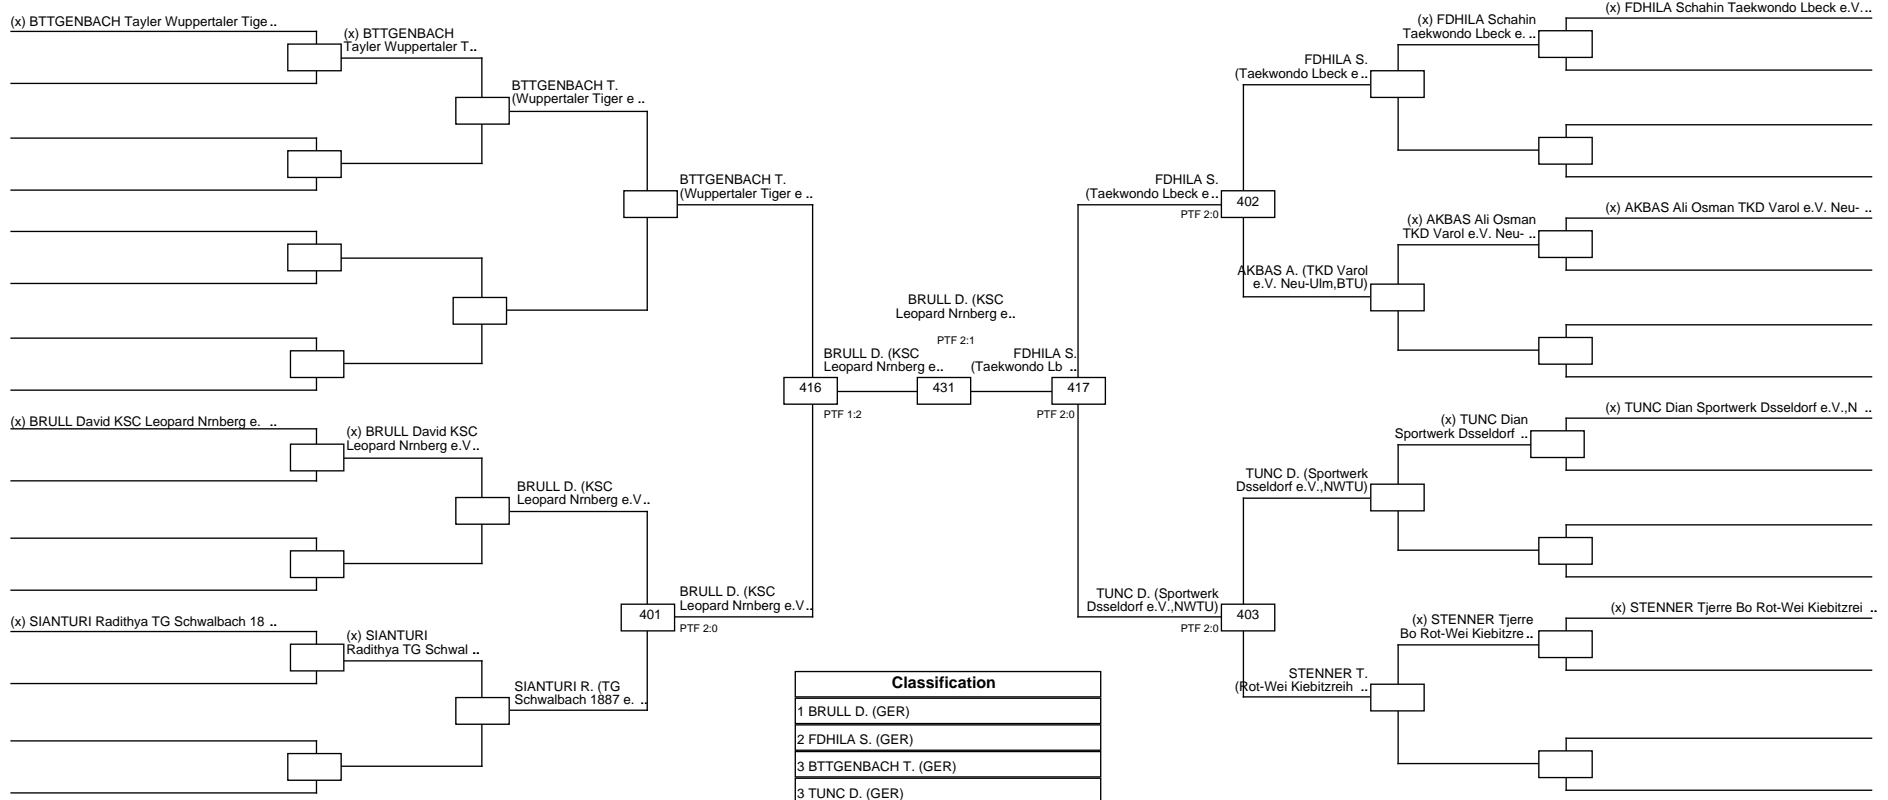 (x) BTTGENBACH Tayler Wuppertaler Tige ..
(x) BTTGENBACH
Tayler Wuppertaler T..
BTTGENBACH T.
(Wuppertaler Tiger e ..
BTTGENBACH T.
(Wuppertaler Tiger e ..
(x) BRULL David KSC Leopard Nrnberg e. ..
(x) BRULL David KSC
Leopard Nrnberg e.V..
BRULL D. (KSC
Leopard Nrnberg e.V..
401
BRULL D. (KSC
Leopard Nrnberg e.V..
PTF 2:0
(x) SIANTURI Radithya TG Schwalbach 18 ..
(x) SIANTURI
Radithya TG Schwal ..
SIANTURI R. (TG
Schwalbach 1887 e. ..
BRULL D. (KSC
Leopard Nrnberg e..
PTF 2:1
416
BRULL D. (KSC
Leopard Nrnberg e..
PTF 1:2
431
FDHILA S.
(Taekwondo Lb ..
417
PTF 2:0
(x) FDHILA Schahin Taekwondo Lbeck e.V...
(x) FDHILA Schahin
Taekwondo Lbeck e. ..
FDHILA S.
(Taekwondo Lbeck e ..
FDHILA S.
(Taekwondo Lbeck e ..
402
PTF 2:0
(x) AKBAS Ali Osman TKD Varol e.V. Neu- ..
(x) AKBAS Ali Osman
TKD Varol e.V. Neu- ..
AKBAS A. (TKD Varol
e.V. Neu-Ulm,BTU)
(x) TUNC Dian Sportwerk Dsseldorf e.V.,N ..
(x) TUNC Dian
Sportwerk Dsseldorf ..
TUNC D. (Sportwerk
Dsseldorf e.V.,NWTU)
TUNC D. (Sportwerk
Dsseldorf e.V.,NWTU)
403
PTF 2:0
(x) STENNER Tjerre Bo Rot-Wei Kiebitzrei ..
(x) STENNER Tjerre
Bo Rot-Wei Kiebitzre ..
STENNER T.
(Rot-Wei Kiebitzreih ..
Classification
1 BRULL D. (GER)
2 FDHILA S. (GER)
3 BTTGENBACH T. (GER)
3 TUNC D. (GER)